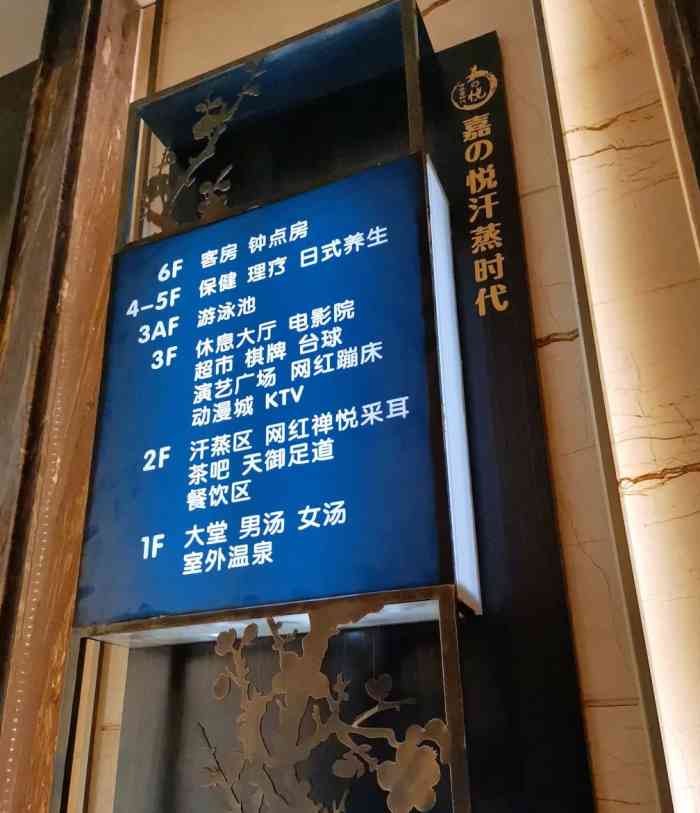 嘉の悦
嘉の悦汗蒸时代
6F 客房 钟点房
4-5F 保健 理疗 日式养生
3AF 游泳池
3F 休息大厅 电影院
超市 棋牌 台球
演艺广场 网红蹦床
动漫城 KTV
2F 汗蒸区 网红禅悦采耳
茶吧 天御足道
餐饮区
1F 大堂 男汤 女汤
室外温泉